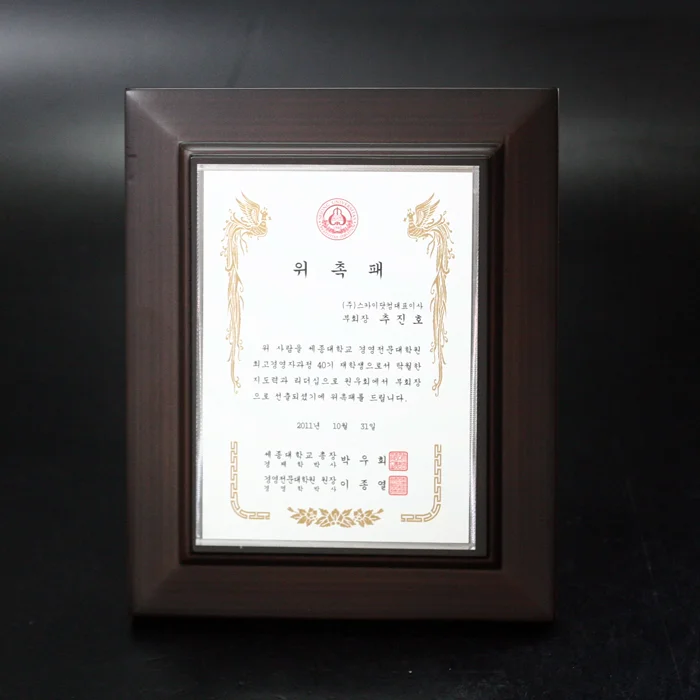 위 촉 패
(주)스카이닷컴대표이사
부회장 추 진 호
위 사람을 세종대학교 경영전문대학원
최고경영자과정 40기 재학생으로서 탁월한
지도력과 리더십으로 원우회에서 부회장
으로 선출되었기에 위촉패를 드립니다.
2011년 10월 31일
세종대학교총장 박 우 희
경 제 학 박 사
경영전문대학원 원장 이 종 열
경 영 학 박 사